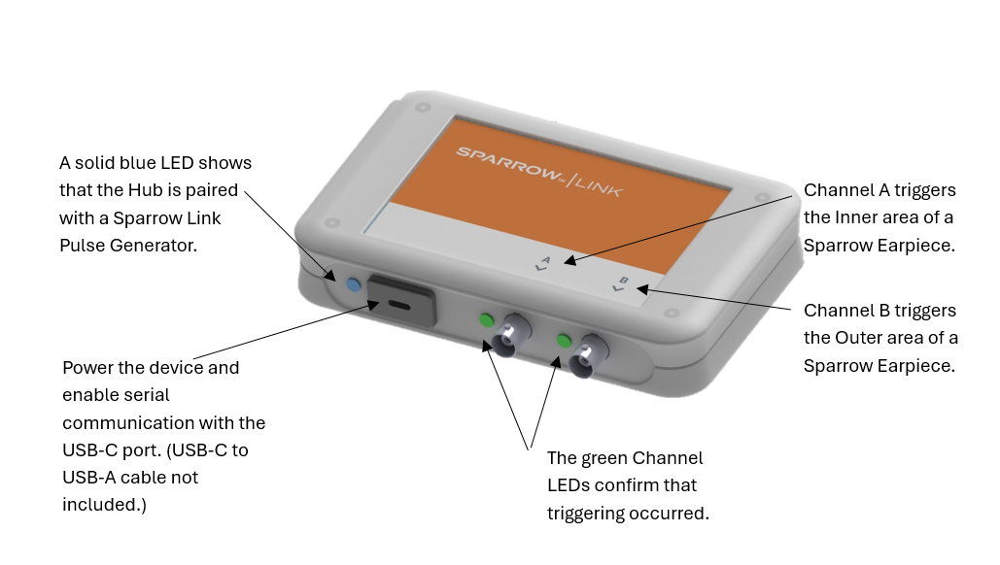 SPARROW™ | LINK
A solid blue LED shows
that the Hub is paired
with a Sparrow Link
Pulse Generator.
Channel A triggers
the Inner area of a
Sparrow Earpiece.
A
B
Channel B triggers
the Outer area of a
Sparrow Earpiece.
Power the device and
enable serial
communication with the
USB-C port. (USB-C to
USB-A cable not
included.)
The green Channel
LEDs confirm that
triggering occurred.